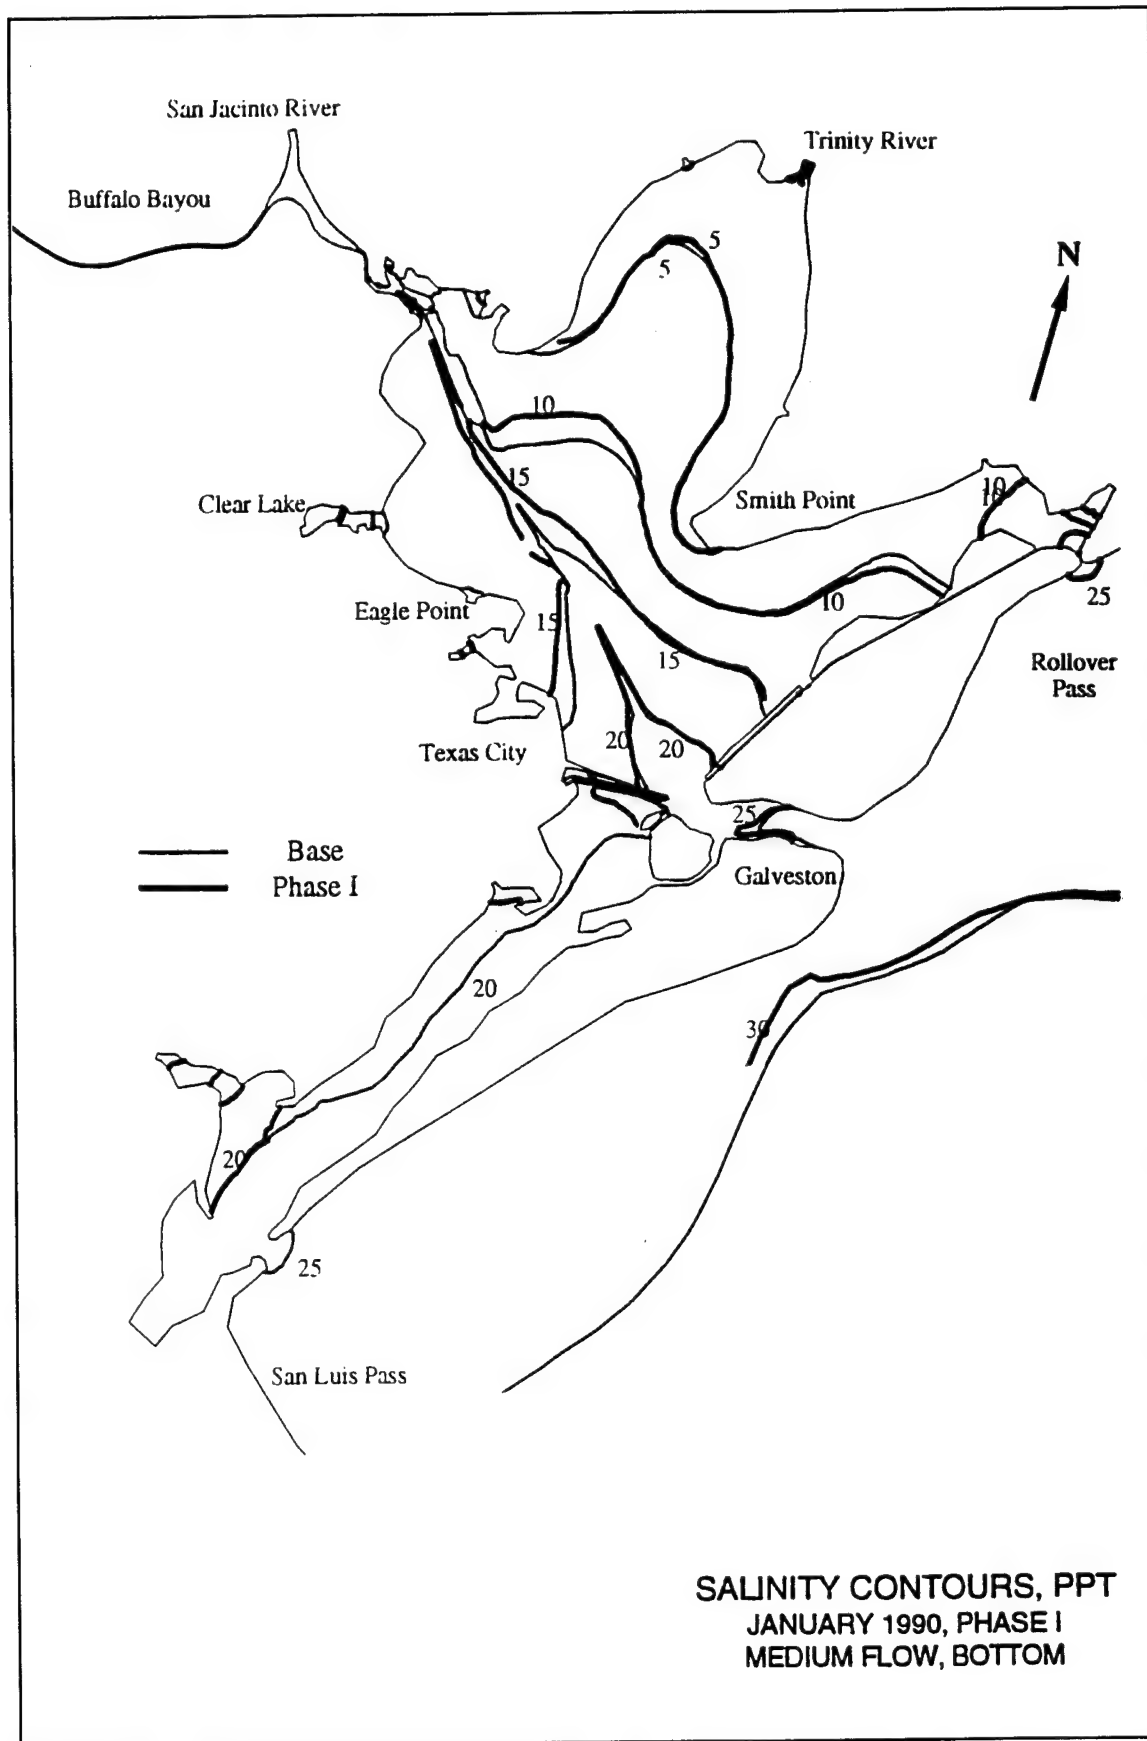 San Jacinto River
Trinity River
Buffalo Bayou
5
5
N
10
15
Clear Lake
Smith Point
10
10
25
Eagle Point
15
10
15
Rollover
Pass
20
20
Texas City
25
Base
Phase I
Galveston
20
30
20
25
San Luis Pass
SALINITY CONTOURS, PPT
JANUARY 1990, PHASE I
MEDIUM FLOW, BOTTOM